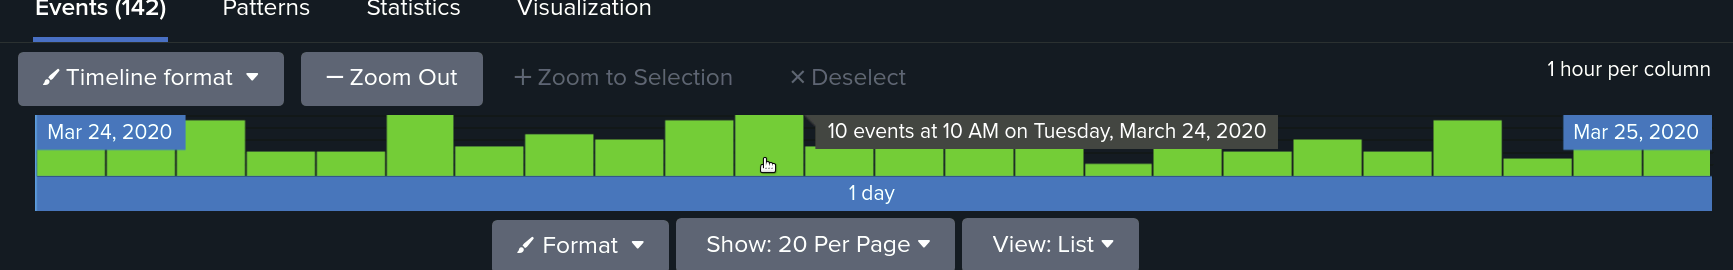 Events (142) Patterns Statistics Visualization
Timeline format — Zoom Out + Zoom to Selection × Deselect 1 hour per column
Mar 24, 2020 10 events at 10 AM on Tuesday, March 24, 2020 Mar 25, 2020
1 day
Format Show: 20 Per Page View: List